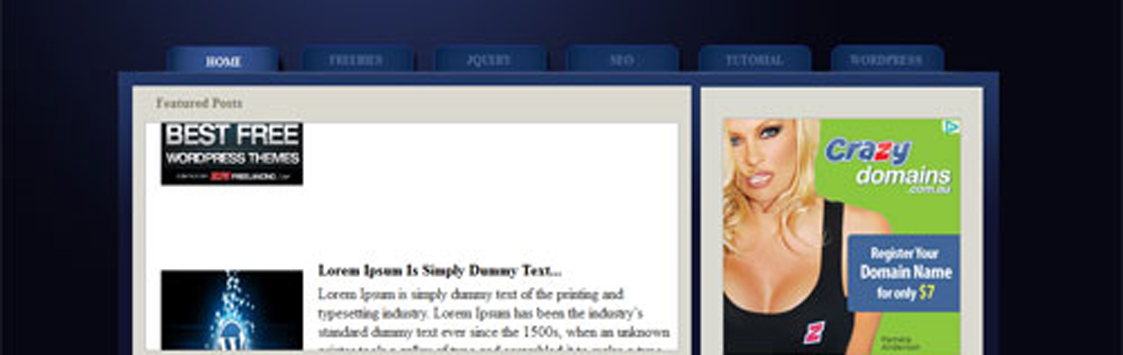 HOME FREEBIES JQUERY SEO TUTORIAL WORDPRESS
Featured Posts
BEST FREE
WORDPRESS THEMES
Lorem Ipsum Is Simply Dummy Text...
Lorem Ipsum is simply dummy text of the printing and
typesetting industry. Lorem Ipsum has been the industry's
standard dummy text ever since the 1500s, when an unknown
Crazy
domains
.com.au
Register Your
Domain Name
for only $7
Z
Pamela
Anderson